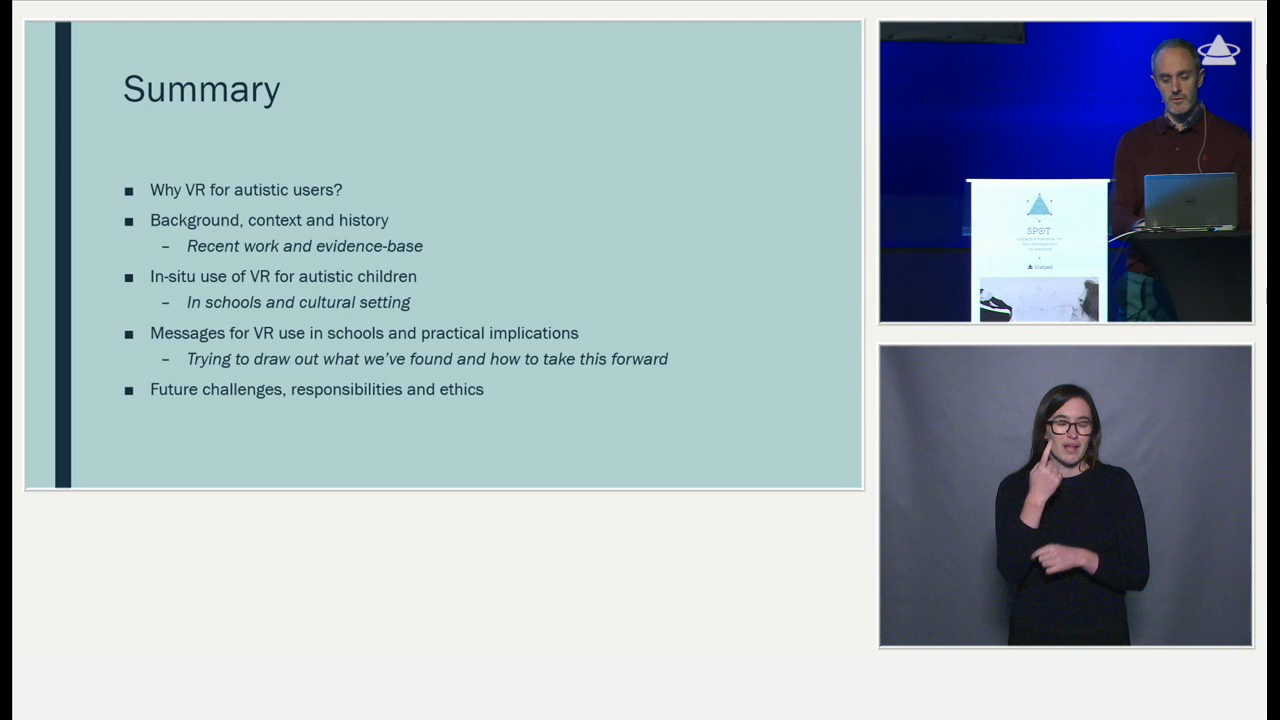 Summary
■ Why VR for autistic users?
■ Background, context and history
– Recent work and evidence-base
■ In-situ use of VR for autistic children
– In schools and cultural setting
■ Messages for VR use in schools and practical implications
– Trying to draw out what we've found and how to take this forward
■ Future challenges, responsibilities and ethics
SPOT